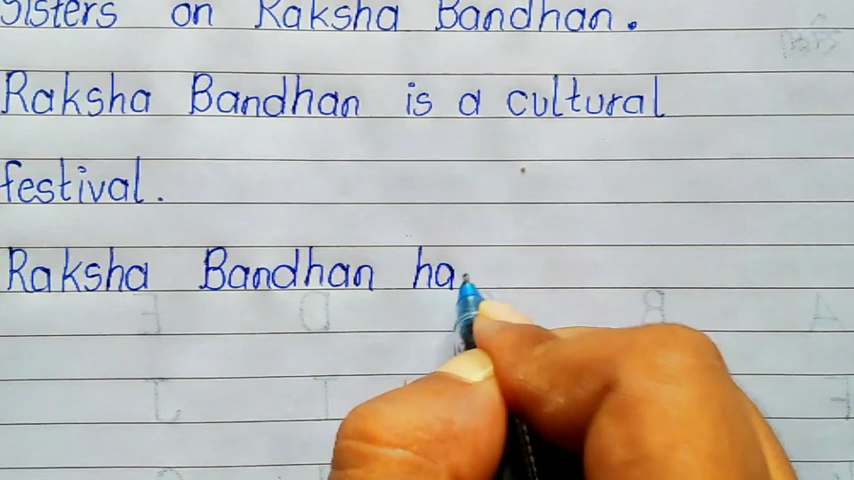 Sisters on Raksha Bandhan.
Raksha Bandhan is a cultural
festival.
Raksha Bandhan ha